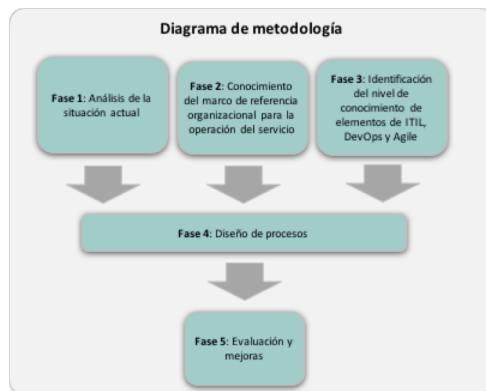 Diagrama de metodología
Fase 1: Análisis de la
situación actual
Fase 2: Conocimiento
del marco de referencia
organizacional para la
operación del servicio
Fase 3: Identificación
del nivel de
conocimiento de
elementos de ITIL,
DevOps y Agile
Fase 4: Diseño de procesos
Fase 5: Evaluación y
mejoras